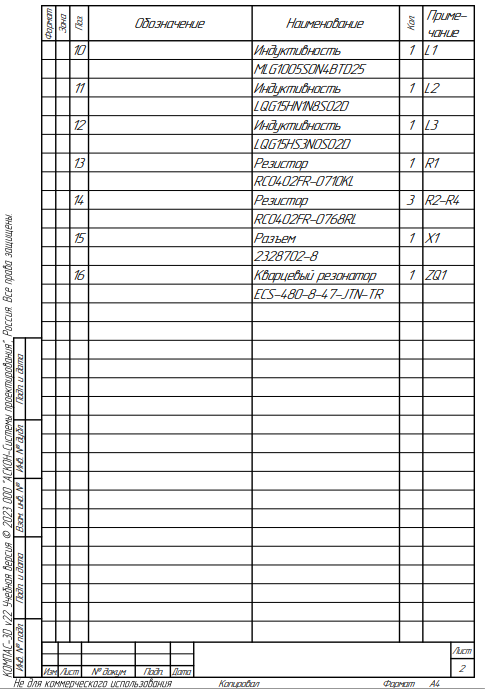 Формат Зона Поз. Обозначение Наименование Кол. Приме-
чание
10 Индуктивность 1 L1
MLG1005S0N4BTD25
11 Индуктивность 1 L2
LQG15HN1N8S02D
12 Индуктивность 1 L3
LQG15HS3N0S02D
13 Резистор 1 R1
RC0402FR-0710KL
14 Резистор 3 R2-R4
RC0402FR-0768RL
15 Разъем 1 X1
2328702-8
16 Кварцевый резонатор 1 ZQ1
ECS-480-8-47-JTN-TR
КОМПАС-3D v22 Учебная версия © 2023 ООО "АСКОН-Системы проектирования", Россия. Все права защищены.
Подп. и дата
Инв. № дубл.
Взам. инв. №
Подп. и дата
Инв. № подл.
Изм. Лист № докум. Подп. Дата
Лист
2
Не для коммерческого использования Копировал Формат A4